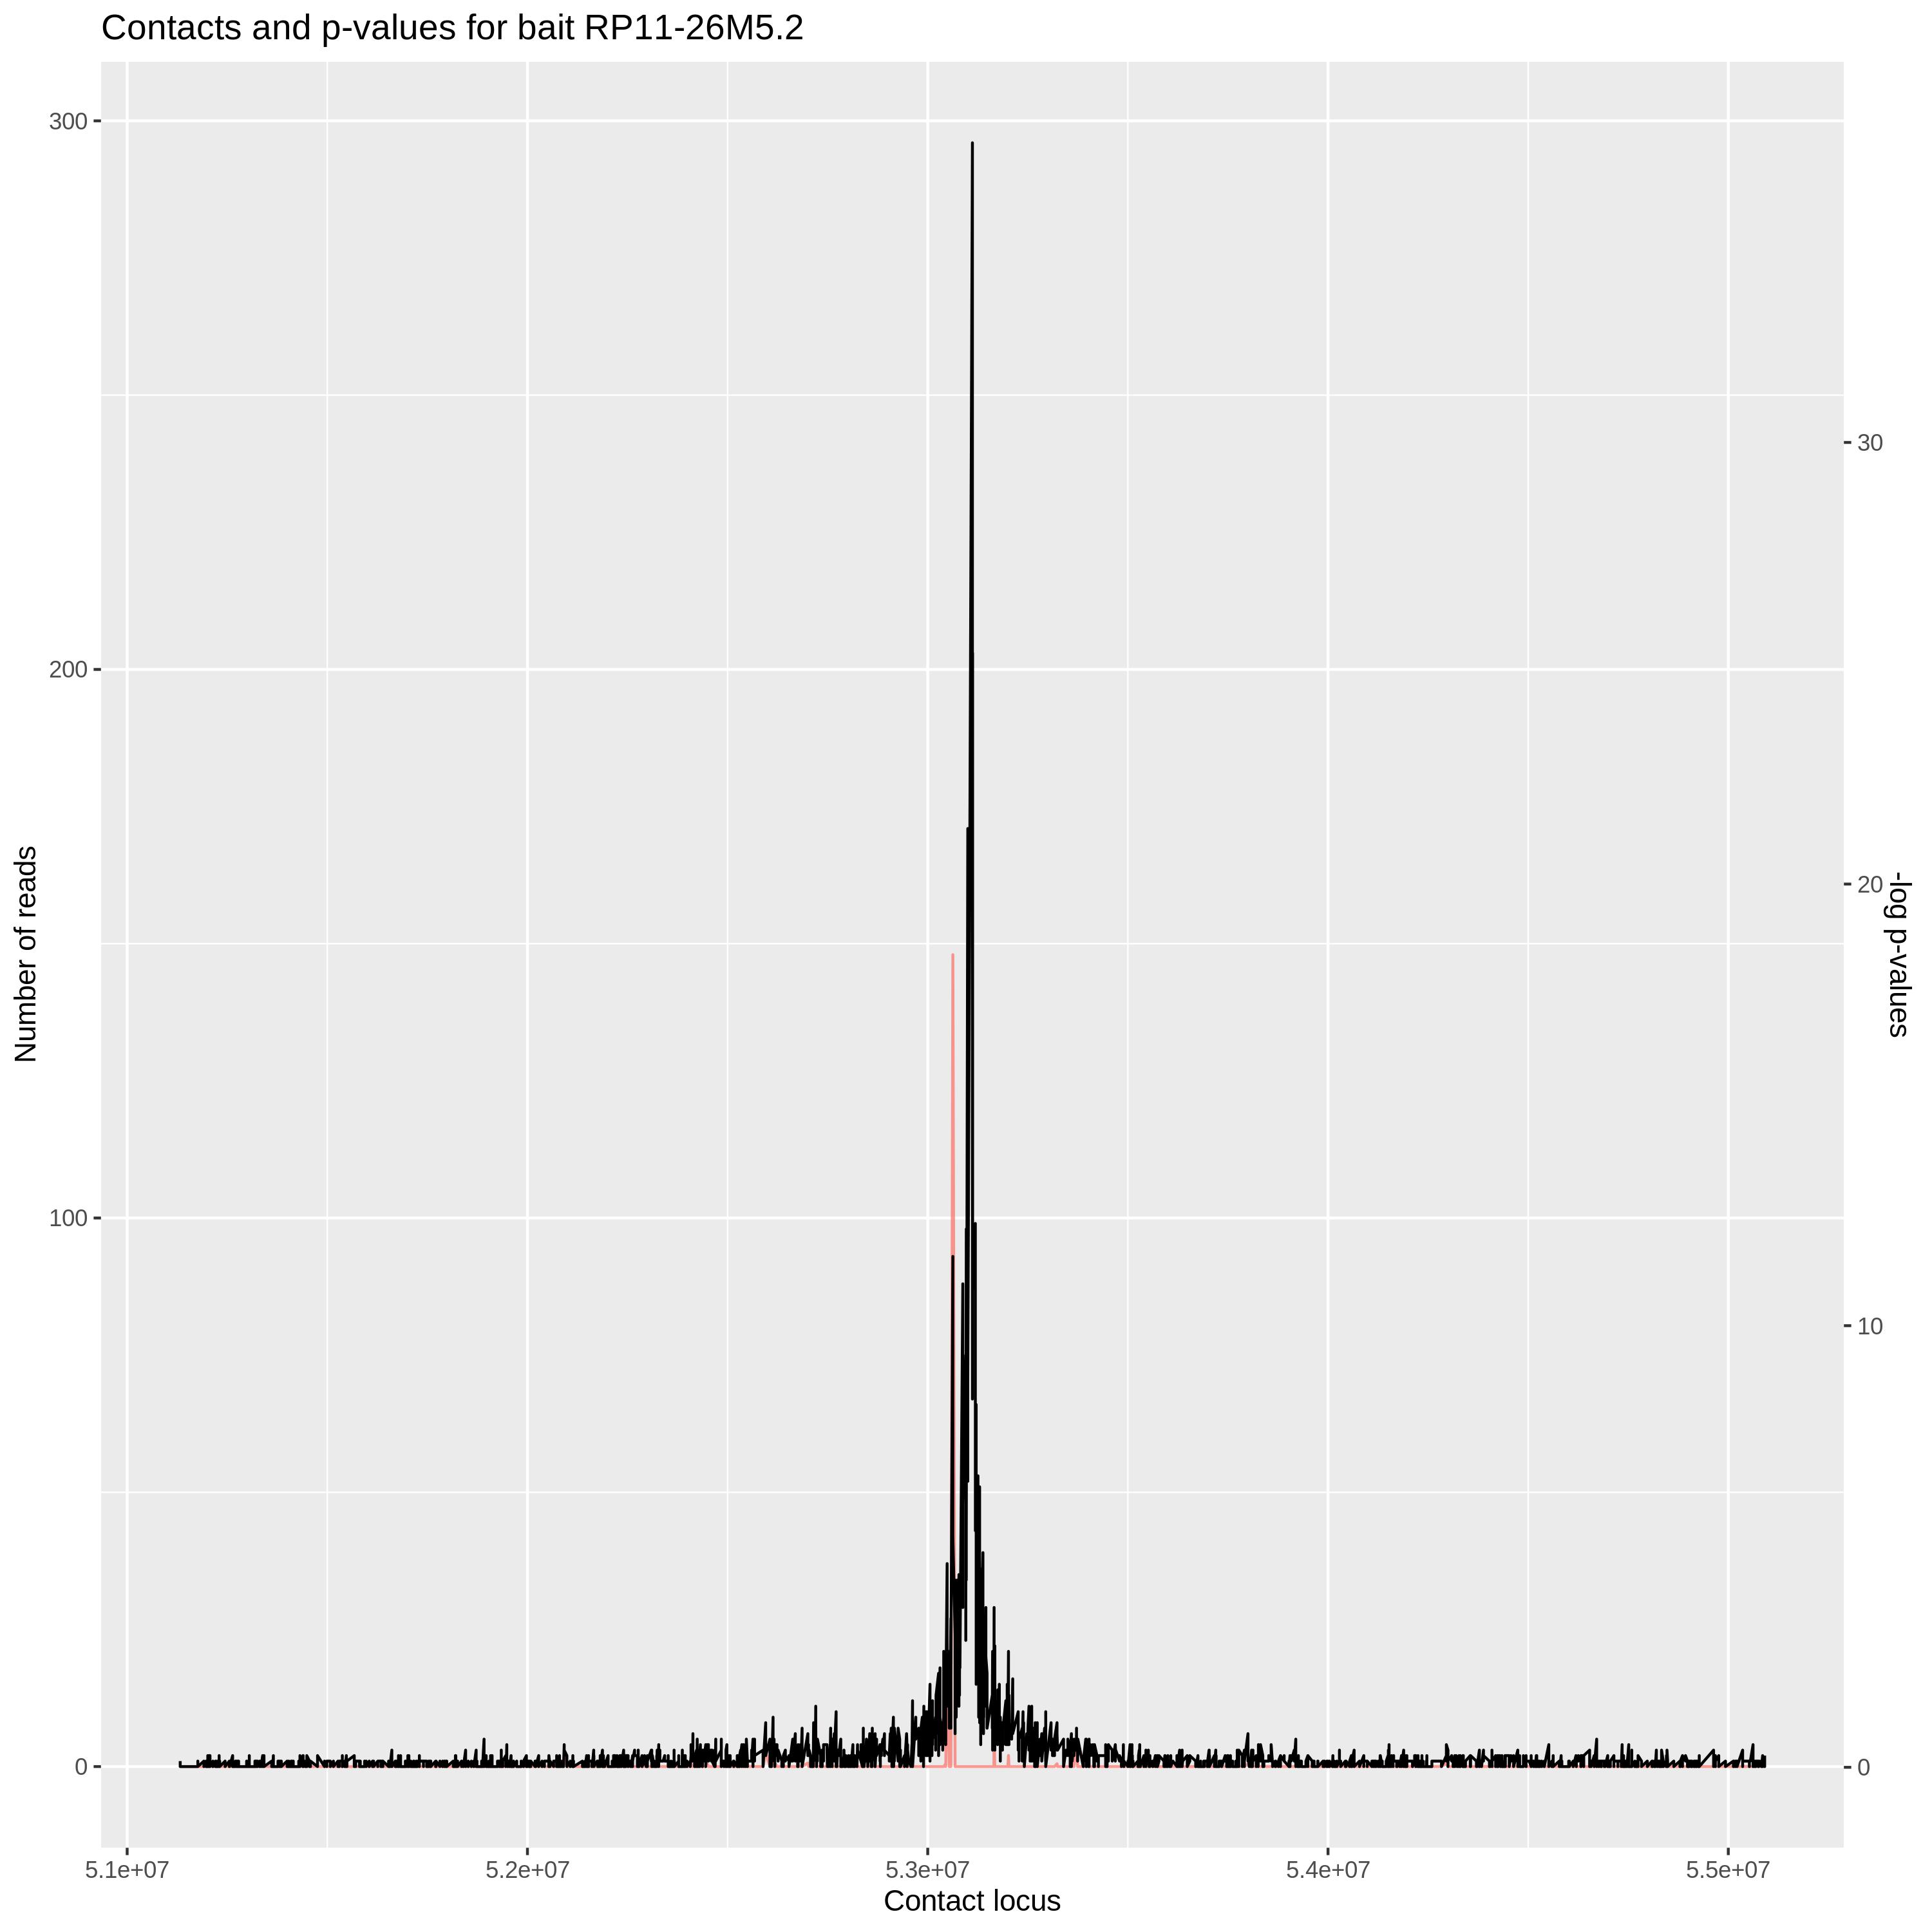 Contacts and p-values for bait RP11-26M5.2
300
200
100
0
Number of reads
30
20
10
0
-log p-values
5.1e+07 5.2e+07 5.3e+07 5.4e+07 5.5e+07
Contact locus